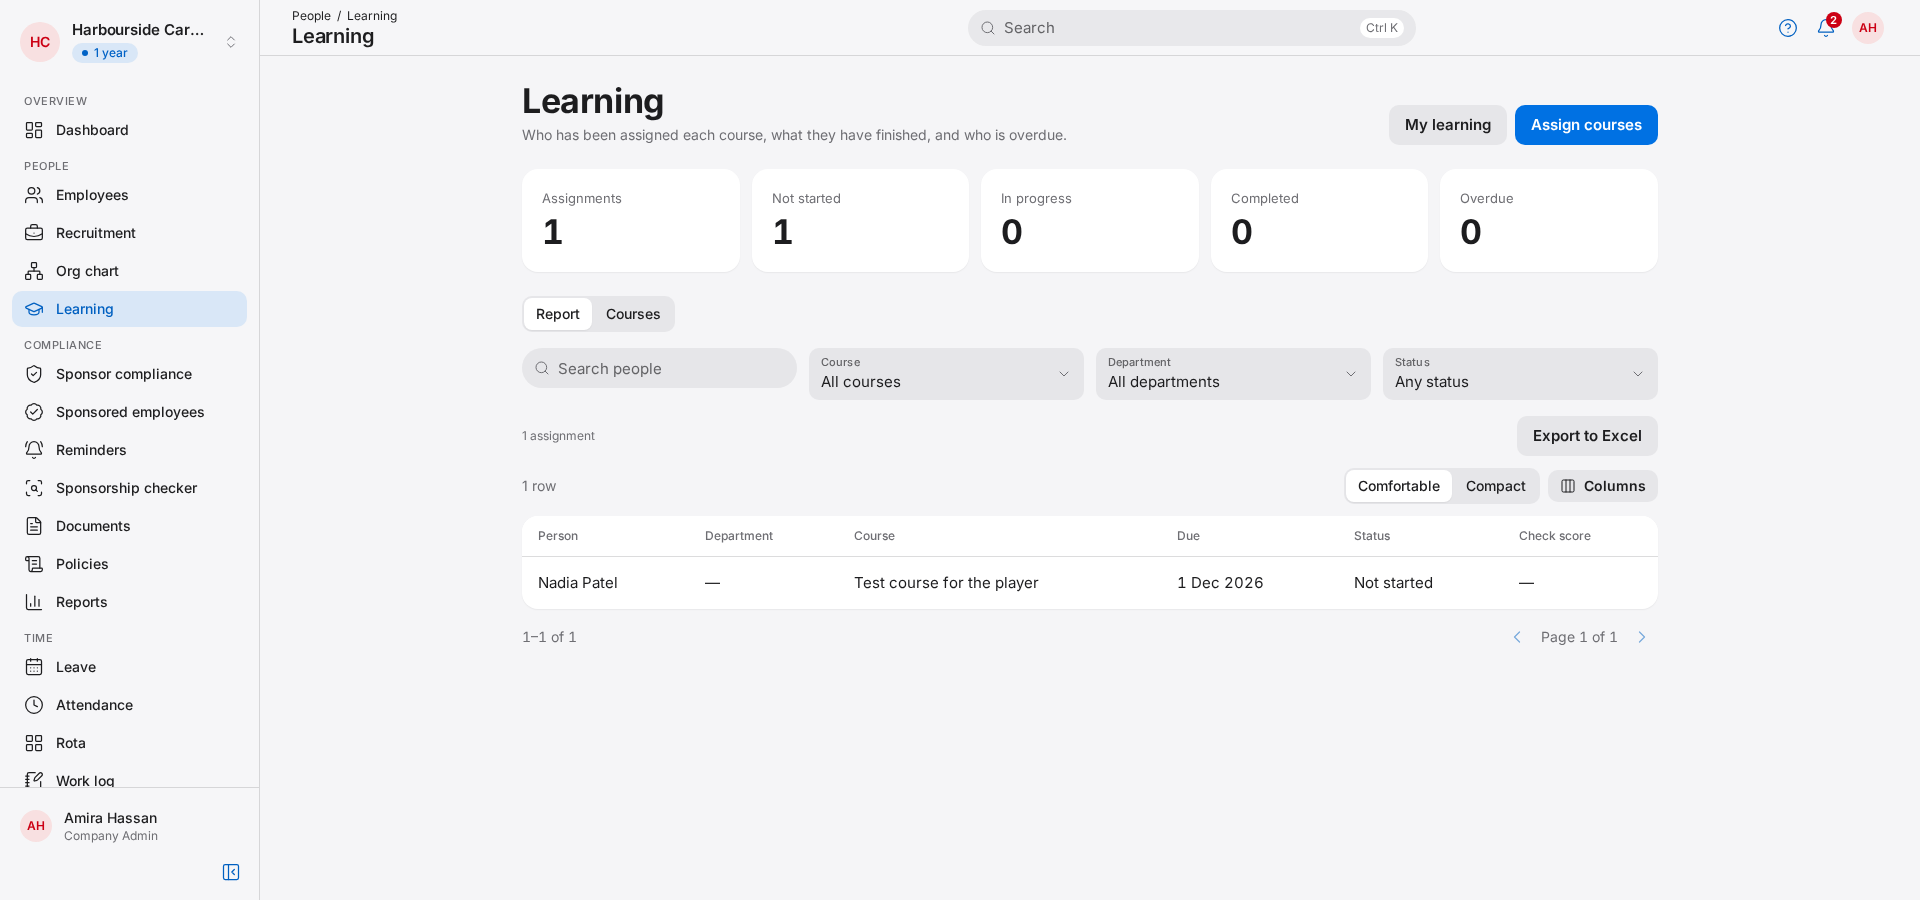 HC
Harbourside Car...
1 year
OVERVIEW
Dashboard
PEOPLE
Employees
Recruitment
Org chart
Learning
COMPLIANCE
Sponsor compliance
Sponsored employees
Reminders
Sponsorship checker
Documents
Policies
Reports
TIME
Leave
Attendance
Rota
Work log
AH
Amira Hassan
Company Admin
People / Learning
Learning
Search
Ctrl K
2
AH
Learning
Who has been assigned each course, what they have finished, and who is overdue.
My learning
Assign courses
Assignments
1
Not started
1
In progress
0
Completed
0
Overdue
0
Report
Courses
Search people
Course
All courses
Department
All departments
Status
Any status
1 assignment
Export to Excel
1 row
Comfortable
Compact
Columns
Person Department Course Due Status Check score
Nadia Patel — Test course for the player 1 Dec 2026 Not started —
1–1 of 1
Page 1 of 1